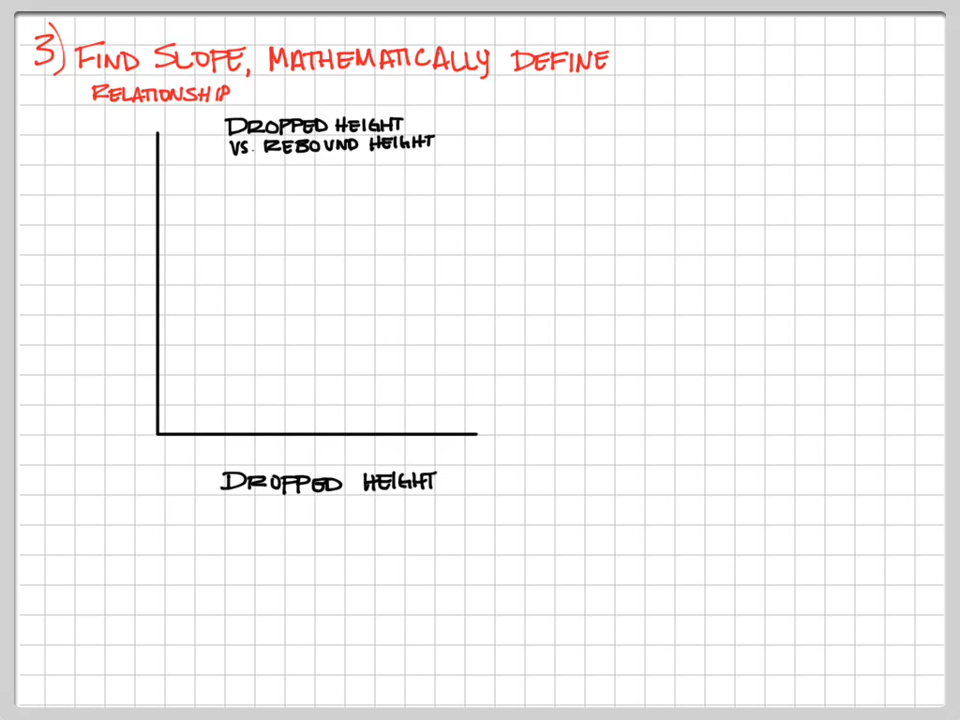 3) FIND SLOPE, MATHEMATICALLY DEFINE
RELATIONSHIP
DROPPED HEIGHT
VS. REBOUND HEIGHT
DROPPED HEIGHT